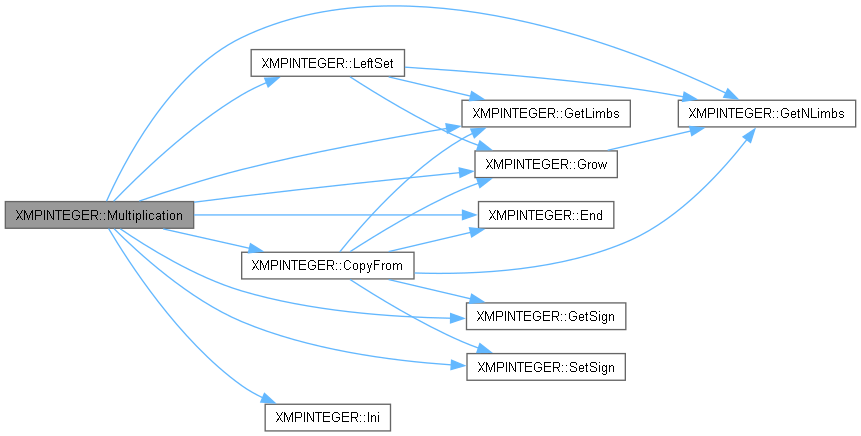 XMPINTEGER::LeftSet
XMPINTEGER::GetLimbs
XMPINTEGER::GetNLimbs
XMPINTEGER::Grow
XMPINTEGER::Multiplication
XMPINTEGER::End
XMPINTEGER::CopyFrom
XMPINTEGER::GetSign
XMPINTEGER::SetSign
XMPINTEGER::Ini